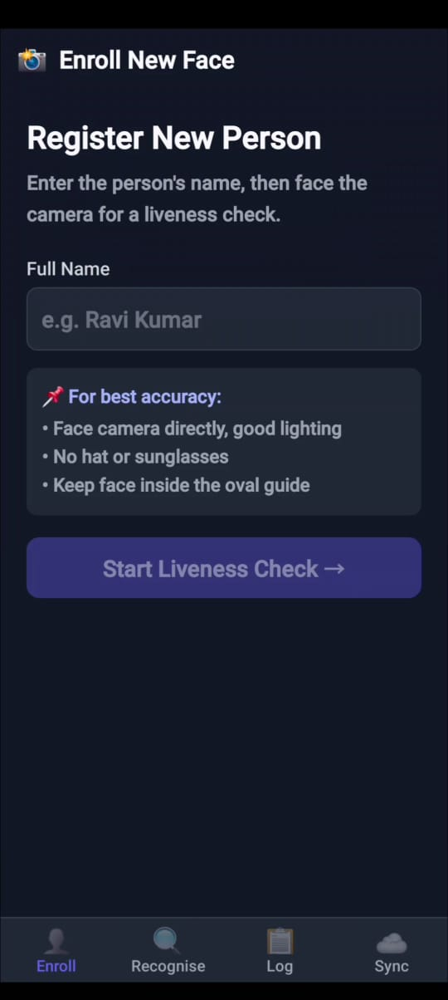 Enroll New Face
Register New Person
Enter the person's name, then face the
camera for a liveness check.
Full Name
e.g. Ravi Kumar
For best accuracy:
• Face camera directly, good lighting
• No hat or sunglasses
• Keep face inside the oval guide
Start Liveness Check →
Enroll Recognise Log Sync